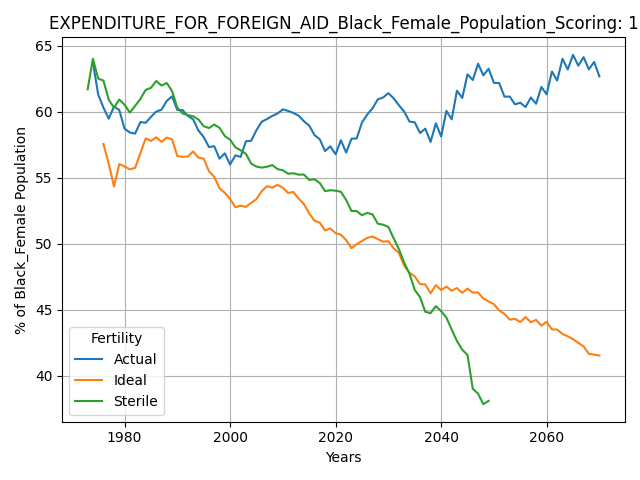 EXPENDITURE_FOR_FOREIGN_AID_Black_Female_Population_Scoring: 1
% of Black_Female Population
65
60
55
50
45
40
Fertility
Actual
Ideal
Sterile
1980
2000
2020
2040
2060
Years